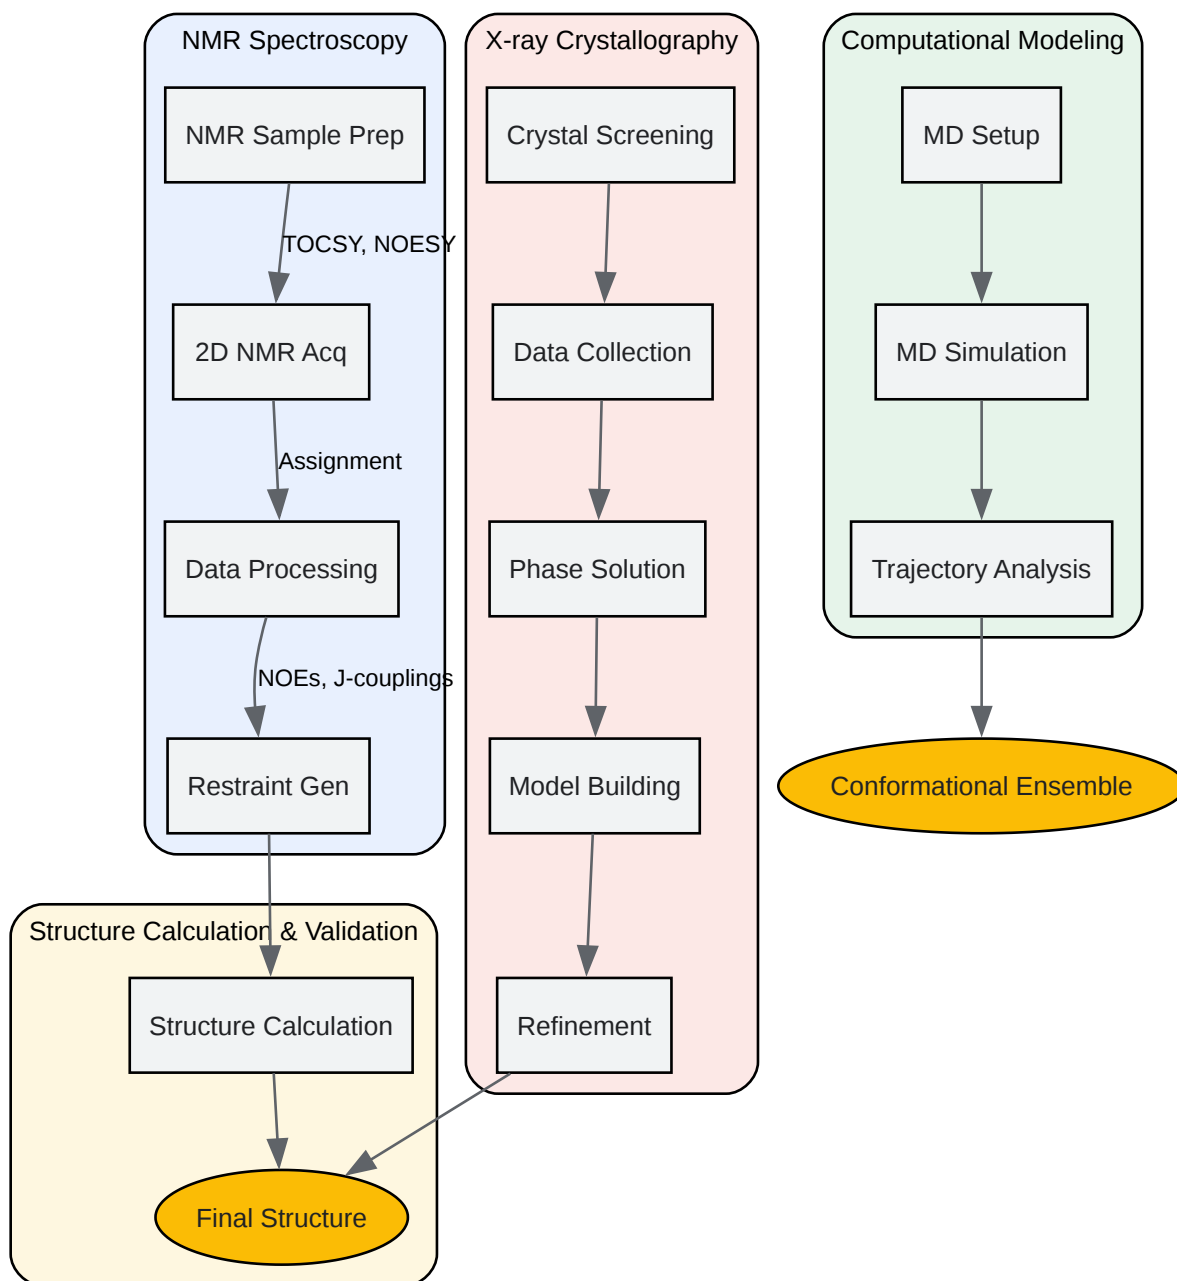 NMR Spectroscopy
NMR Sample Prep
TOCSY, NOESY
2D NMR Acq
Assignment
Data Processing
NOEs, J-couplings
Restraint Gen
X-ray Crystallography
Crystal Screening
Data Collection
Phase Solution
Model Building
Refinement
Computational Modeling
MD Setup
MD Simulation
Trajectory Analysis
Conformational Ensemble
Structure Calculation & Validation
Structure Calculation
Final Structure